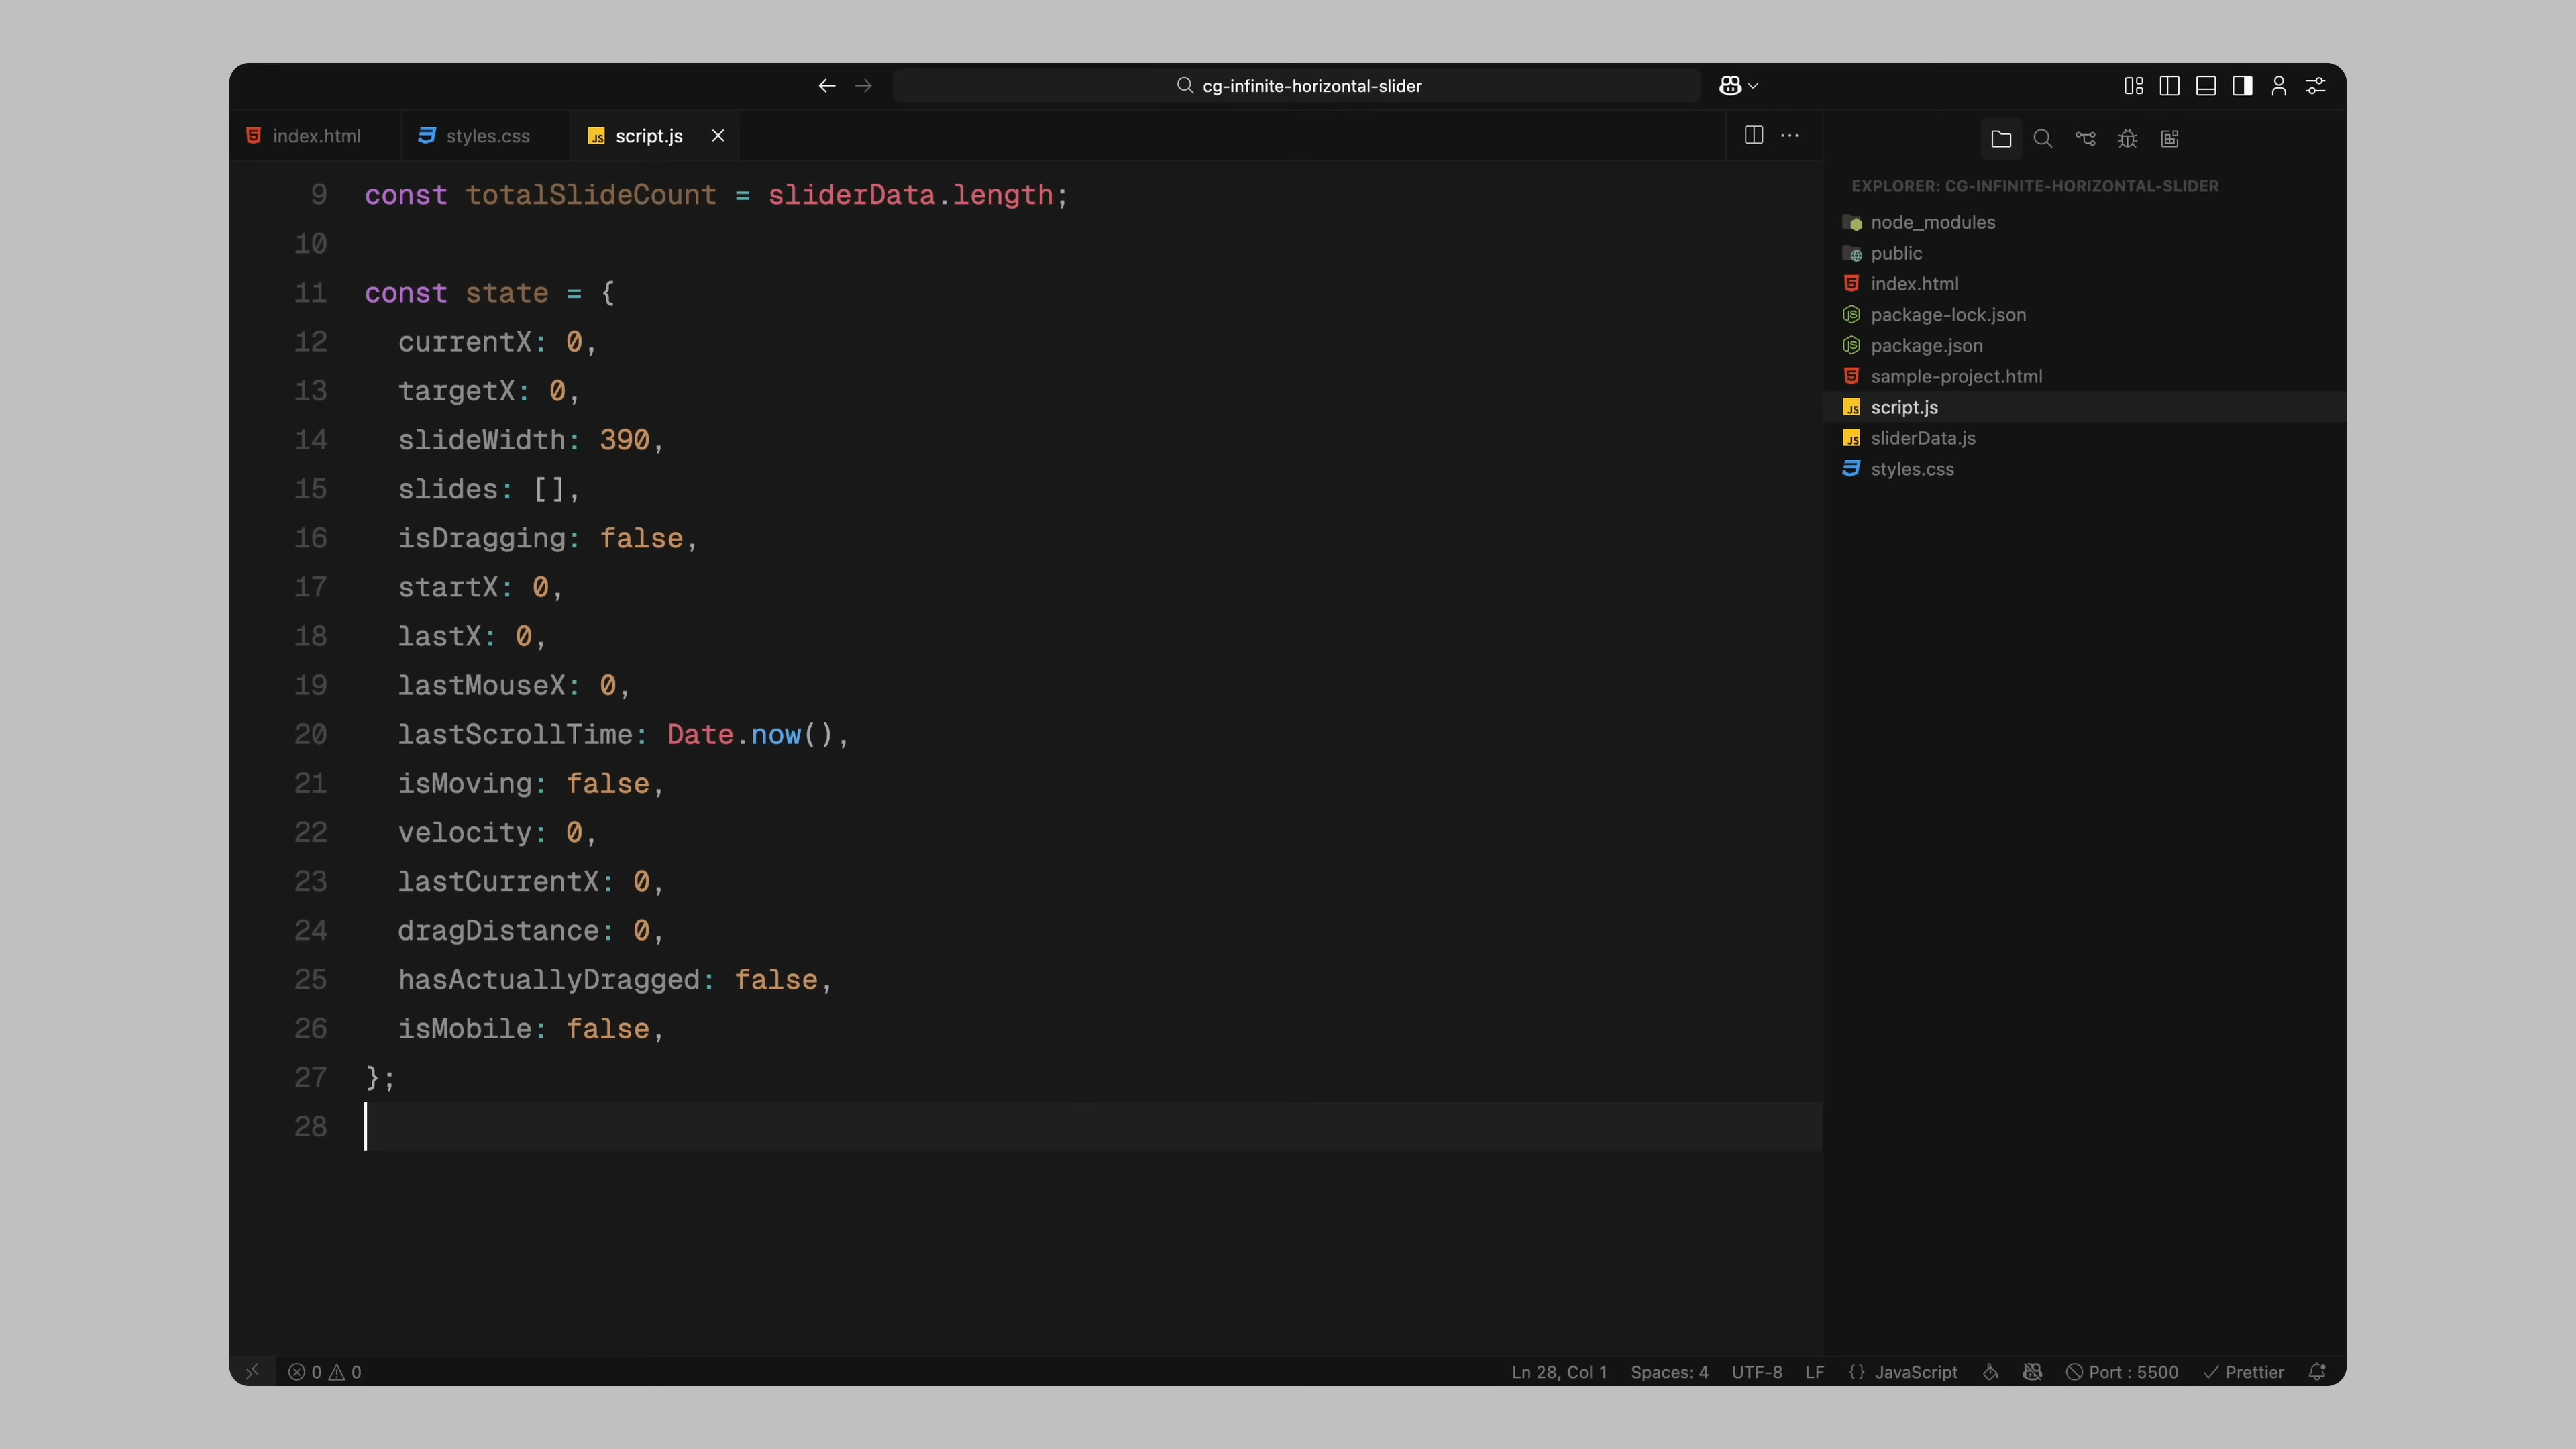 cg-infinite-horizontal-slider
index.html
styles.css
script.js
9 const totalSlideCount = sliderData.length;
10
11 const state = {
12 currentX: 0,
13 targetX: 0,
14 slideWidth: 390,
15 slides: [],
16 isDragging: false,
17 startX: 0,
18 lastX: 0,
19 lastMouseX: 0,
20 lastScrollTime: Date.now(),
21 isMoving: false,
22 velocity: 0,
23 lastCurrentX: 0,
24 dragDistance: 0,
25 hasActuallyDragged: false,
26 isMobile: false,
27 };
28
EXPLORER: CG-INFINITE-HORIZONTAL-SLIDER
node_modules
public
index.html
package-lock.json
package.json
sample-project.html
script.js
sliderData.js
styles.css
0 0
Ln 28, Col 1
Spaces: 4
UTF-8
LF
{} JavaScript
Port : 5500
Prettier